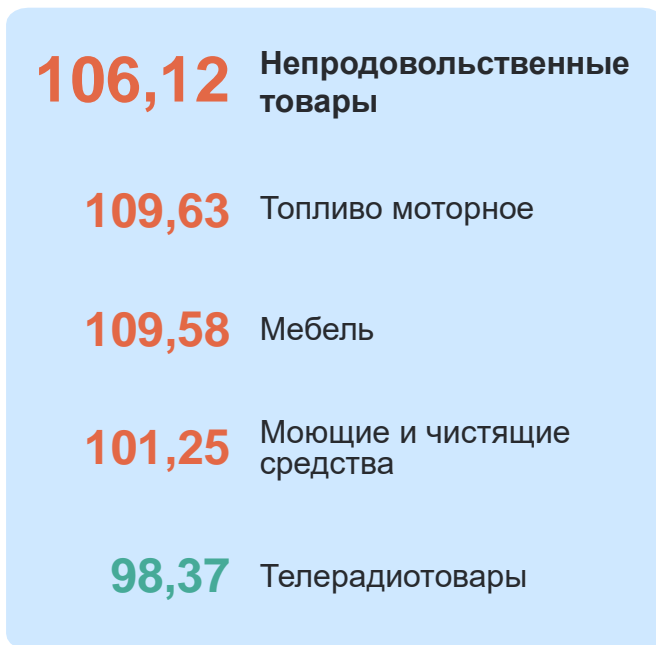 106,12 Непродовольственные
товары
109,63 Топливо моторное
109,58 Мебель
101,25 Моющие и чистящие
средства
98,37 Телерадиотовары